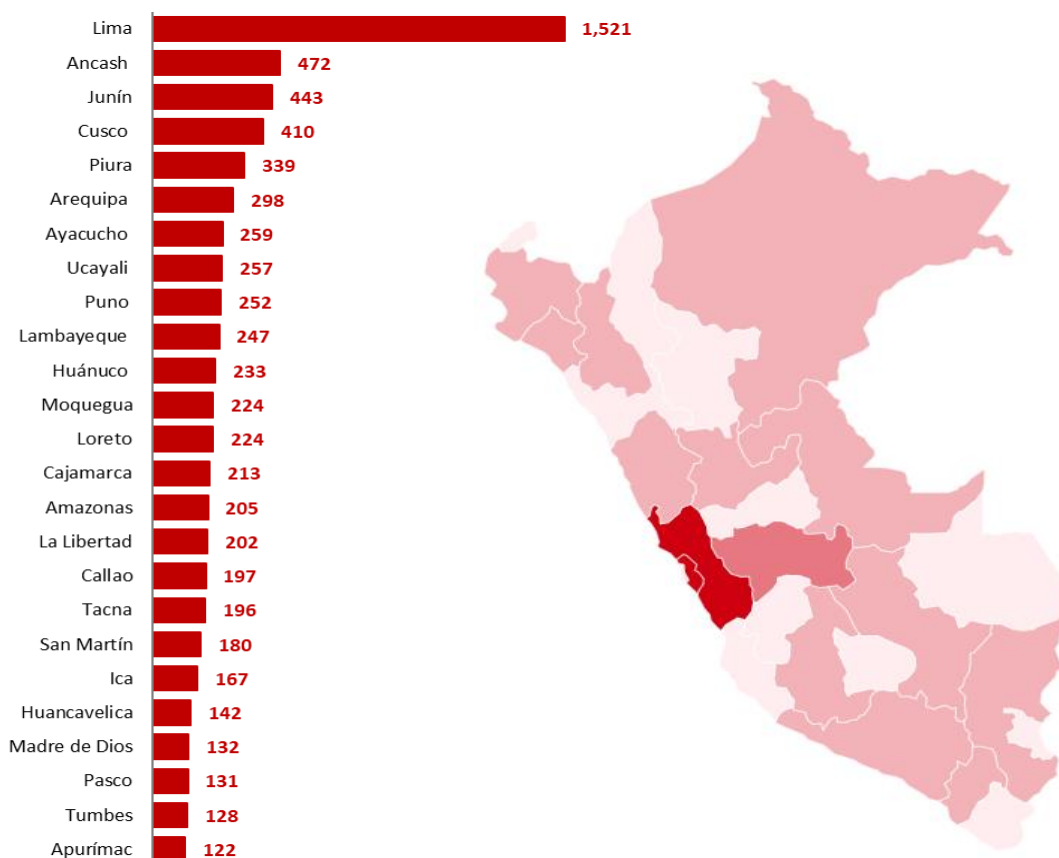 Lima 1,521
Ancash 472
Junín 443
Cusco 410
Piura 339
Arequipa 298
Ayacucho 259
Ucayali 257
Puno 252
Lambayeque 247
Huánuco 233
Moquegua 224
Loreto 224
Cajamarca 213
Amazonas 205
La Libertad 202
Callao 197
Tacna 196
San Martín 180
Ica 167
Huancavelica 142
Madre de Dios 132
Pasco 131
Tumbes 128
Apurímac 122